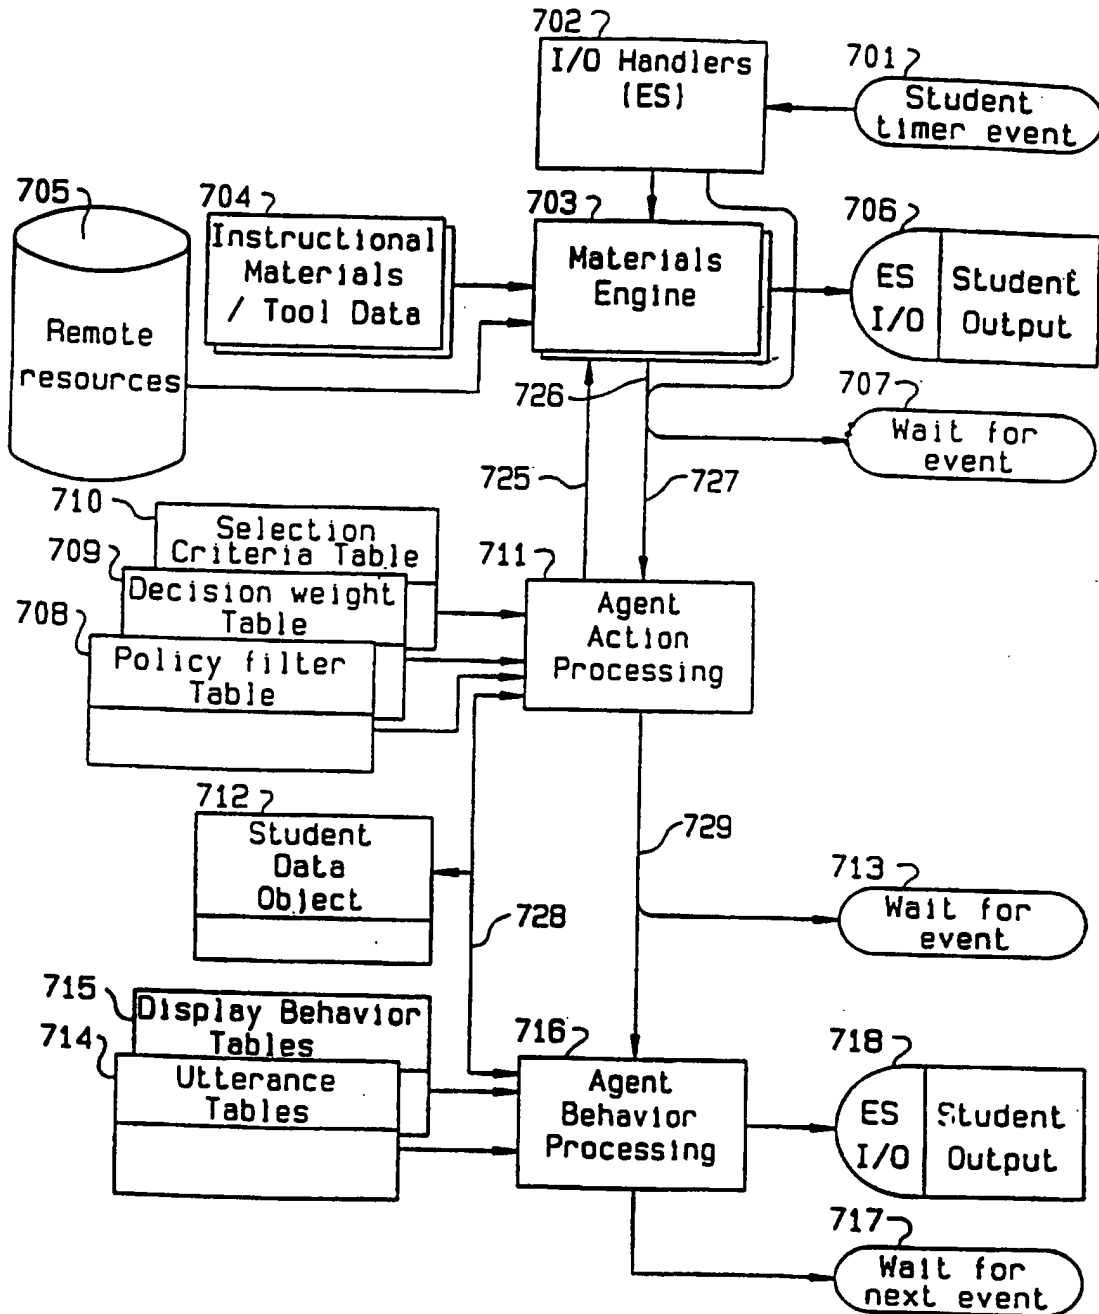 702
I/O Handlers
(ES)
701
Student
timer event
705
Remote
resources
704
Instructional
Materials
/ Tool Data
703
Materials
Engine
706
ES
I/O
Student
Output
726
707
Wait for
event
725
727
710
Selection
Criteria Table
709
Decision weight
Table
708
Policy filter
Table
711
Agent
Action
Processing
712
Student
Data
Object
729
728
713
Wait for
event
715
Display Behavior
Tables
714
Utterance
Tables
716
Agent
Behavior
Processing
718
ES
I/O
Student
Output
717
Wait for
next event